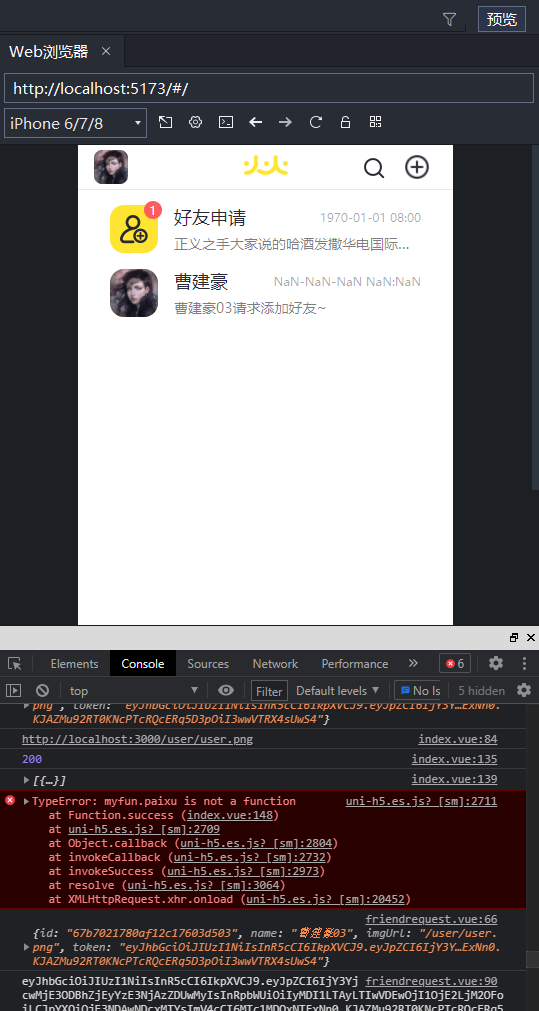 预览
Web浏览器 ×
http://localhost:5173/#/
iPhone 6/7/8
1
好友申请 1970-01-01 08:00
正义之手大家说的哈酒发撒华电国际...
曹建豪 NaN-NaN-NaN NaN:NaN
曹建豪03请求添加好友~
Elements Console Sources Network Performance » 6
top Filter Default levels No Is 5 hidden
png", token: "eyJhbGciOiJIUzI1NiIsInR5cCI6IkpXVCJ9.eyJpZCI6IjY3Y…ExNn0.
KJAZMu92RT0KNcPTcRQcERq5D3pOiI3wwVTRX4sUwS4"}
http://localhost:3000/user/user.png index.vue:84
200 index.vue:135
[{…}] index.vue:139
TypeError: myfun.paixu is not a function uni-h5.es.js? [sm]:2711
at Function.success (index.vue:148)
at uni-h5.es.js? [sm]:2709
at Object.callback (uni-h5.es.js? [sm]:2804)
at invokeCallback (uni-h5.es.js? [sm]:2732)
at invokeSuccess (uni-h5.es.js? [sm]:2973)
at resolve (uni-h5.es.js? [sm]:3064)
at XMLHttpRequest.xhr.onload (uni-h5.es.js? [sm]:20452)
friendrequest.vue:66
{id: "67b7021780af12c17603d503", name: "曹建豪03", imgUrl: "/user/user.
png", token: "eyJhbGciOiJIUzI1NiIsInR5cCI6IkpXVCJ9.eyJpZCI6IjY3Y…ExNn0.
KJAZMu92RT0KNcPTcRQcERq5D3pOiI3wwVTRX4sUwS4"}
eyJhbGciOiJIUzI1NiIsInR5cCI6IkpXVCJ9.eyJpZCI6IjY3Yj friendrequest.vue:90
cwMjE3ODBhZjEyYzE3NjAzZDUwMyIsInRpbWUiOiIyMDI1LTAyLTIwVDEwOjI1OjE2LjM2OFo